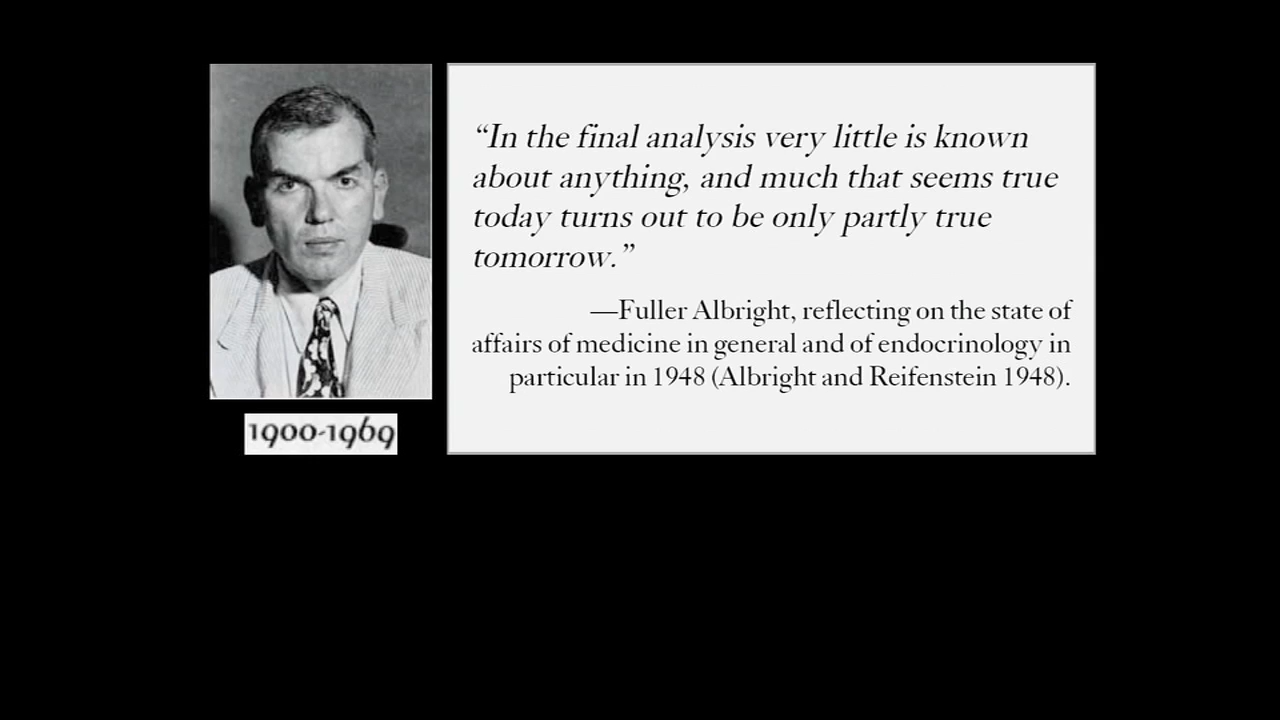 “In the final analysis very little is known
about anything, and much that seems true
today turns out to be only partly true
tomorrow.”
—Fuller Albright, reflecting on the state of
affairs of medicine in general and of endocrinology in
particular in 1948 (Albright and Reifenstein 1948).
1900-1969